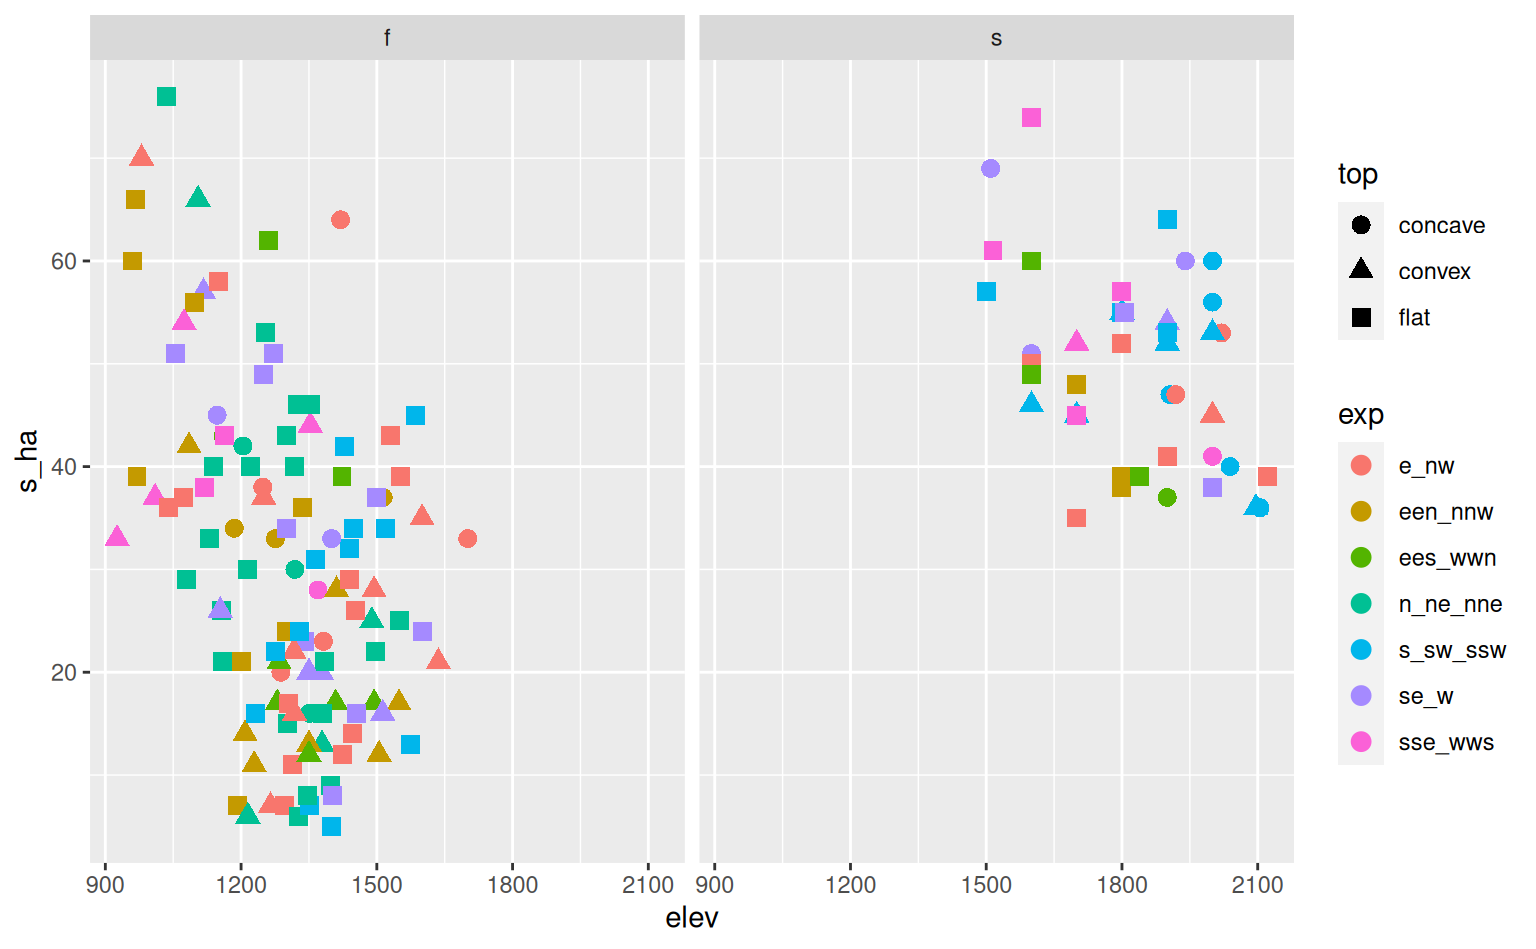 f
s
60
40
20
s_ha
900
1200
1500
1800
2100
900
1200
1500
1800
2100
elev
top
concave
convex
flat
exp
e_nw
een_nnw
ees_wwn
n_ne_nne
s_sw_ssw
se_w
sse_wws